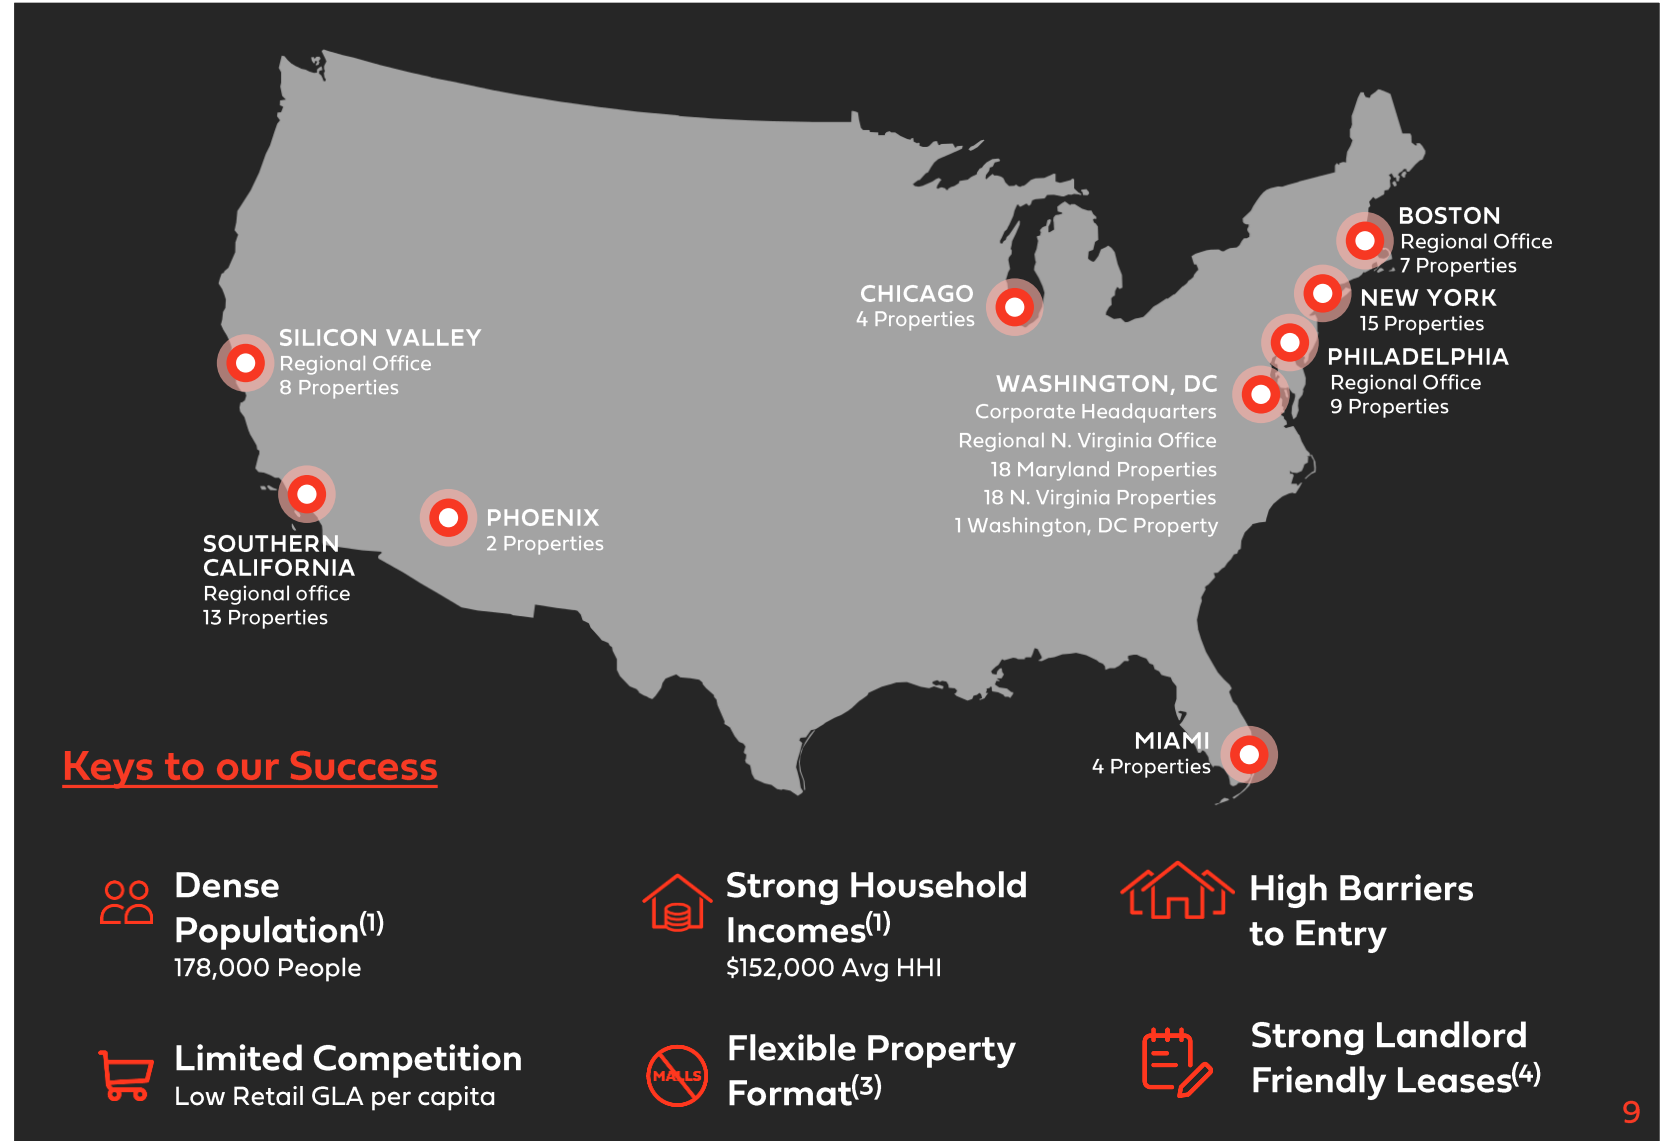 BOSTON
Regional Office
7 Properties
CHICAGO
4 Properties
NEW YORK
15 Properties
SILICON VALLEY
Regional Office
8 Properties
PHILADELPHIA
Regional Office
9 Properties
WASHINGTON, DC
Corporate Headquarters
Regional N. Virginia Office
18 Maryland Properties
18 N. Virginia Properties
1 Washington, DC Property
PHOENIX
2 Properties
SOUTHERN
CALIFORNIA
Regional office
13 Properties
MIAMI
4 Properties
Keys to our Success
Dense
Population(1)
178,000 People
Strong Household
Incomes(1)
$152,000 Avg HHI
High Barriers
to Entry
Limited Competition
Low Retail GLA per capita
MALLS
Flexible Property
Format(3)
Strong Landlord
Friendly Leases(4)
9